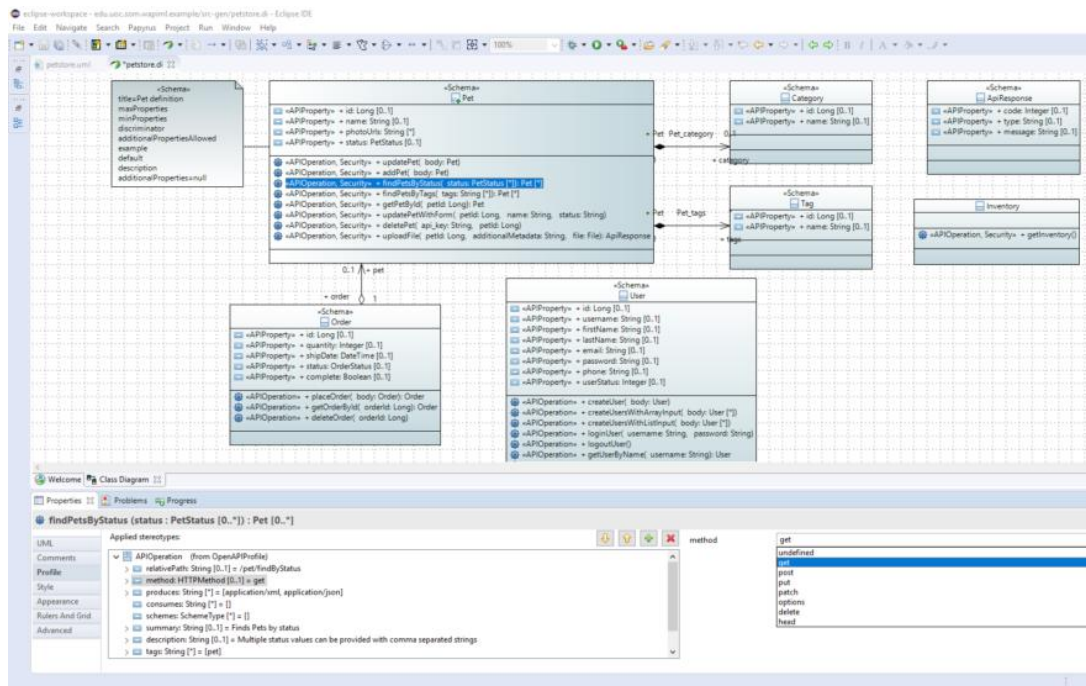 eclipse-workspace - edu.uoc.som.wapiml.example/src-gen/petstore.di - Eclipse IDE
File Edit Navigate Search Papyrus Project Run Window Help
100%
petstore.uml *petstore.di
«Schema»
title=Pet definition
maxProperties
minProperties
discriminator
additionalPropertiesAllowed
example
default
description
additionalProperties=null
«Schema»
Pet
«APIProperty» + id: Long [0..1]
«APIProperty» + name: String [0..1]
«APIProperty» + photoUrls: String [*]
«APIProperty» + status: PetStatus [0..1]
«APIOperation, Security» + updatePet( body: Pet)
«APIOperation, Security» + addPet( body: Pet)
«APIOperation, Security» + findPetsByStatus( status: PetStatus [*]): Pet [*]
«APIOperation, Security» + findPetsByTags( tags: String [*]): Pet [*]
«APIOperation, Security» + getPetById( petId: Long): Pet
«APIOperation, Security» + updatePetWithForm( petId: Long, name: String, status: String)
«APIOperation, Security» + deletePet( api_key: String, petId: Long)
«APIOperation, Security» + uploadFile( petId: Long, additionalMetadata: String, file: File): ApiResponse
+ Pet Pet_category 0..1
+ category
+ Pet Pet_tags
+ tags
«Schema»
Category
«APIProperty» + id: Long [0..1]
«APIProperty» + name: String [0..1]
«Schema»
ApiResponse
«APIProperty» + code: Integer [0..1]
«APIProperty» + type: String [0..1]
«APIProperty» + message: String [0..1]
«Schema»
Tag
«APIProperty» + id: Long [0..1]
«APIProperty» + name: String [0..1]
Inventory
«APIOperation, Security» + getInventory()
0..1 + pet
+ order 1
«Schema»
Order
«APIProperty» + id: Long [0..1]
«APIProperty» + quantity: Integer [0..1]
«APIProperty» + shipDate: DateTime [0..1]
«APIProperty» + status: OrderStatus [0..1]
«APIProperty» + complete: Boolean [0..1]
«APIOperation» + placeOrder( body: Order): Order
«APIOperation» + getOrderById( orderId: Long): Order
«APIOperation» + deleteOrder( orderId: Long)
«Schema»
User
«APIProperty» + id: Long [0..1]
«APIProperty» + username: String [0..1]
«APIProperty» + firstName: String [0..1]
«APIProperty» + lastName: String [0..1]
«APIProperty» + email: String [0..1]
«APIProperty» + password: String [0..1]
«APIProperty» + phone: String [0..1]
«APIProperty» + userStatus: Integer [0..1]
«APIOperation» + createUser( body: User)
«APIOperation» + createUsersWithArrayInput( body: User [*])
«APIOperation» + createUsersWithListInput( body: User [*])
«APIOperation» + loginUser( username: String, password: String)
«APIOperation» + logoutUser()
«APIOperation» + getUserByName( username: String): User
Welcome Class Diagram
Properties Problems Progress
findPetsByStatus (status : PetStatus [0..*]) : Pet [0..*]
UML
Comments
Profile
Style
Appearance
Rulers And Grid
Advanced
Applied stereotypes:
APIOperation (from OpenAPIProfile)
relativePath: String [0..1] = /pet/findByStatus
method: HTTPMethod [0..1] = get
produces: String [*] = [application/xml, application/json]
consumes: String [*] = []
schemes: SchemeType [*] = []
summary: String [0..1] = Finds Pets by status
description: String [0..1] = Multiple status values can be provided with comma separated strings
tags: String [*] = [pet]
method
get
undefined
get
post
put
patch
options
delete
head